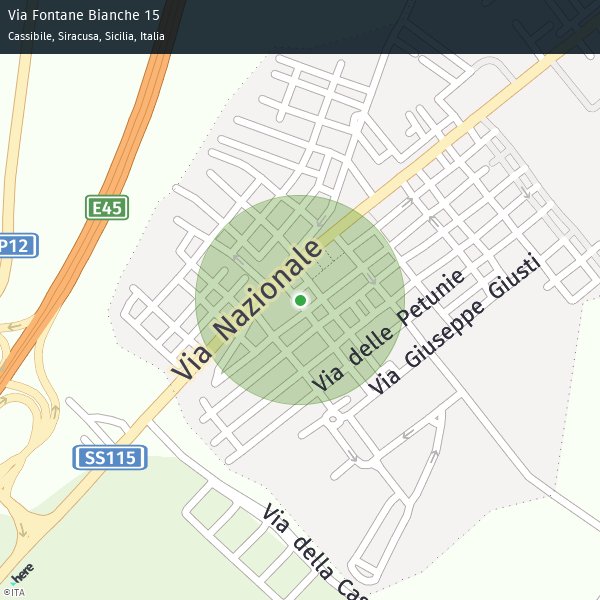 Via Fontane Bianche 15
Cassibile, Siracusa, Sicilia, Italia
E45
P12
Via Nazionale
Via delle Petunie
Via Giuseppe Giusti
SS115
Via della Cas
here
©ITA